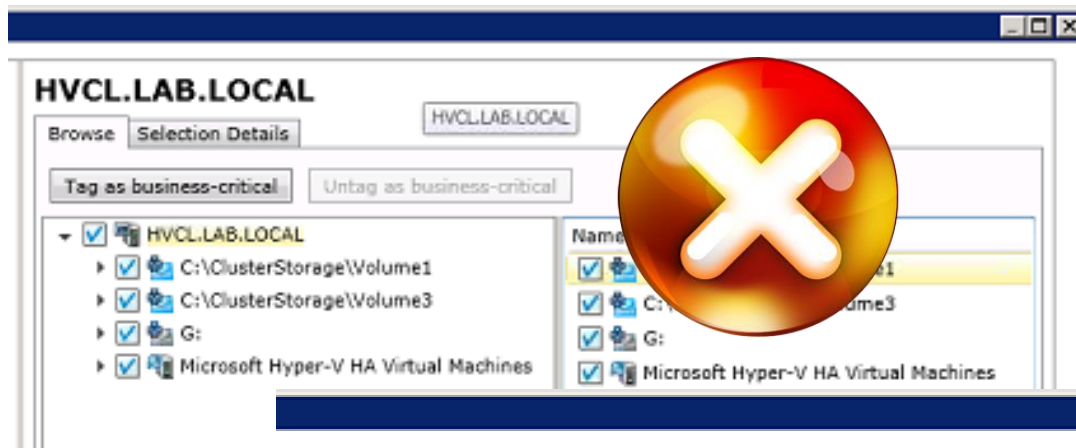 HVCL.LAB.LOCAL
HVCL.LAB.LOCAL
Browse Selection Details
Tag as business-critical Untag as business-critical
HVCL.LAB.LOCAL
C:\ClusterStorage\Volume1
C:\ClusterStorage\Volume3
G:
Microsoft Hyper-V HA Virtual Machines
Name
G:
Microsoft Hyper-V HA Virtual Machines